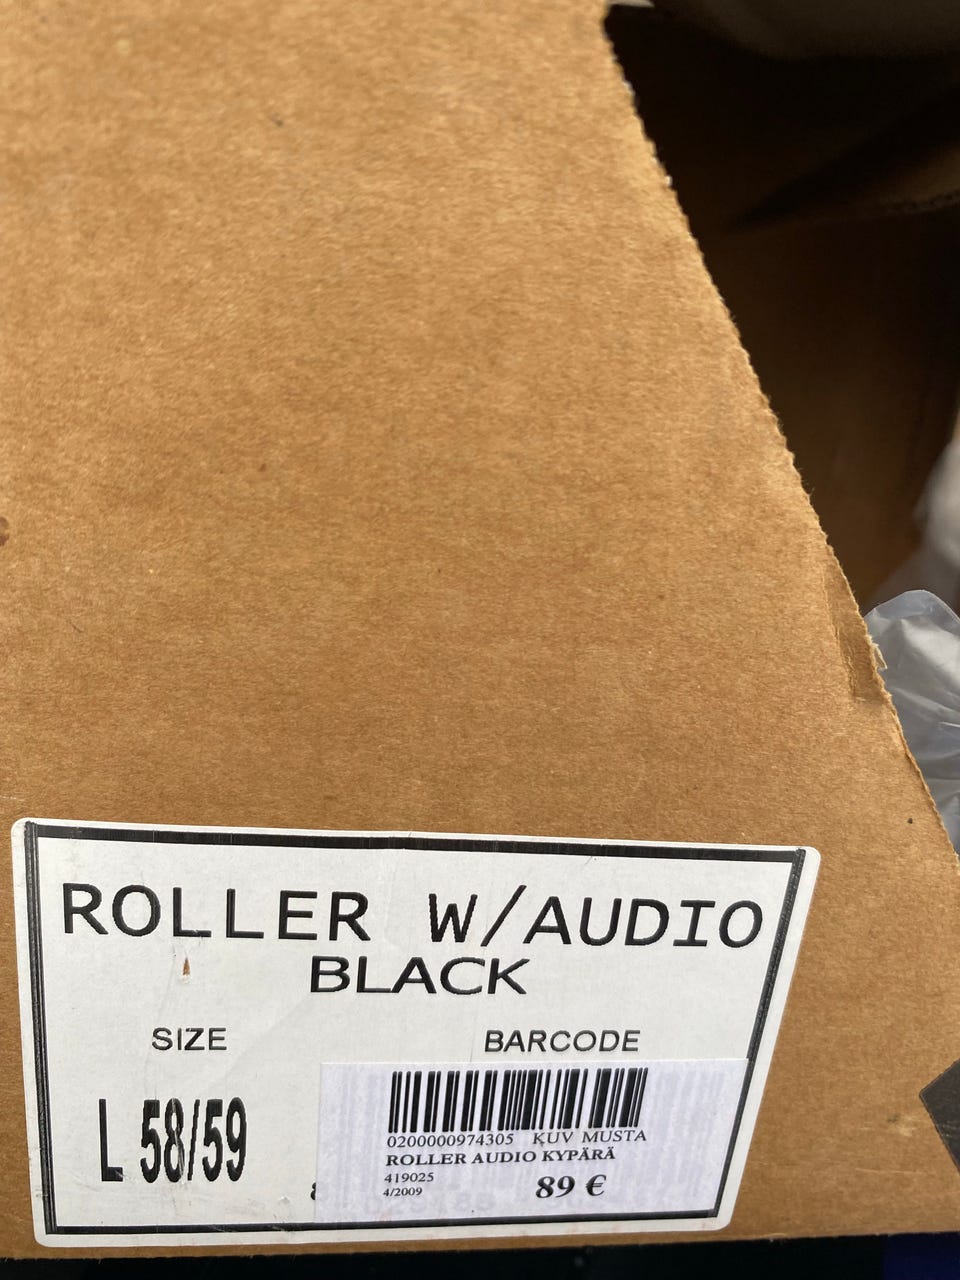 ROLLER W/AUDIO
BLACK
SIZE
BARCODE
L 58/59
0200000974305 KUV MUSTA
ROLLER AUDIO KYPÄRÄ
419025
4/2009
89 €